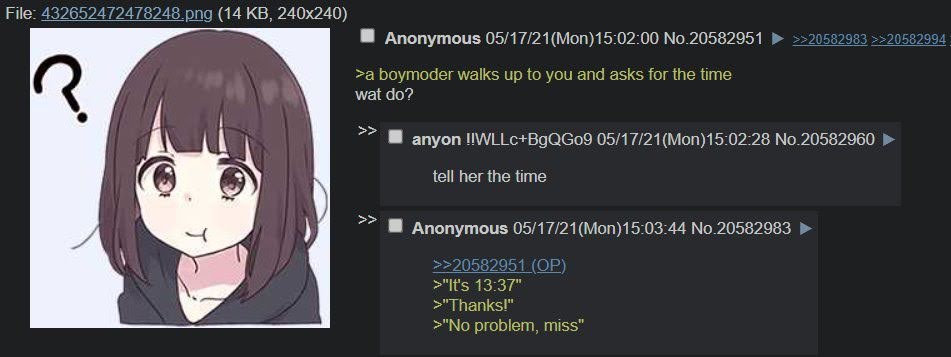 File: 432652472478248.png (14 KB, 240x240)
?
Anonymous 05/17/21(Mon)15:02:00 No.20582951 ▶ >>20582983 >>20582994
>a boymoder walks up to you and asks for the time
wat do?
>> anyon !!WLLc+BgQGo9 05/17/21(Mon)15:02:28 No.20582960 ▶
tell her the time
>> Anonymous 05/17/21(Mon)15:03:44 No.20582983 ▶
>>20582951 (OP)
>"It's 13:37"
>"Thanks!"
>"No problem, miss"